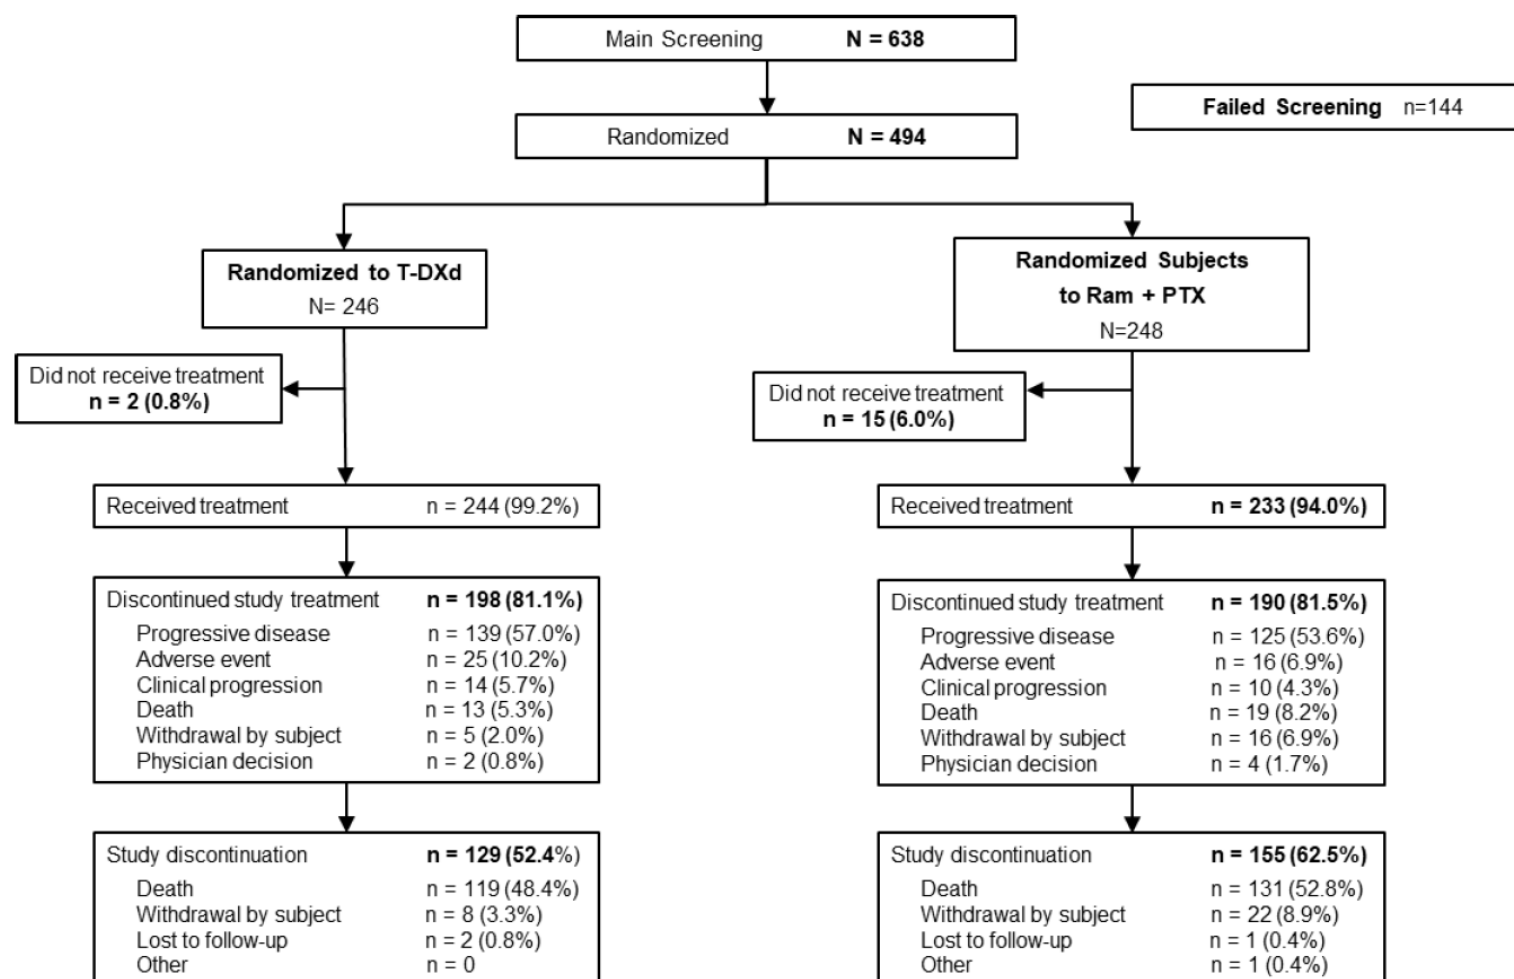 Main Screening N = 638
Failed Screening n=144
Randomized N = 494
Randomized to T-DXd
N= 246
Randomized Subjects
to Ram + PTX
N=248
Did not receive treatment
n = 2 (0.8%)
Did not receive treatment
n = 15 (6.0%)
Received treatment n = 244 (99.2%)
Received treatment n = 233 (94.0%)
Discontinued study treatment n = 198 (81.1%)
Progressive disease n = 139 (57.0%)
Adverse event n = 25 (10.2%)
Clinical progression n = 14 (5.7%)
Death n = 13 (5.3%)
Withdrawal by subject n = 5 (2.0%)
Physician decision n = 2 (0.8%)
Discontinued study treatment n = 190 (81.5%)
Progressive disease n = 125 (53.6%)
Adverse event n = 16 (6.9%)
Clinical progression n = 10 (4.3%)
Death n = 19 (8.2%)
Withdrawal by subject n = 16 (6.9%)
Physician decision n = 4 (1.7%)
Study discontinuation n = 129 (52.4%)
Death n = 119 (48.4%)
Withdrawal by subject n = 8 (3.3%)
Lost to follow-up n = 2 (0.8%)
Other n = 0
Study discontinuation n = 155 (62.5%)
Death n = 131 (52.8%)
Withdrawal by subject n = 22 (8.9%)
Lost to follow-up n = 1 (0.4%)
Other n = 1 (0.4%)